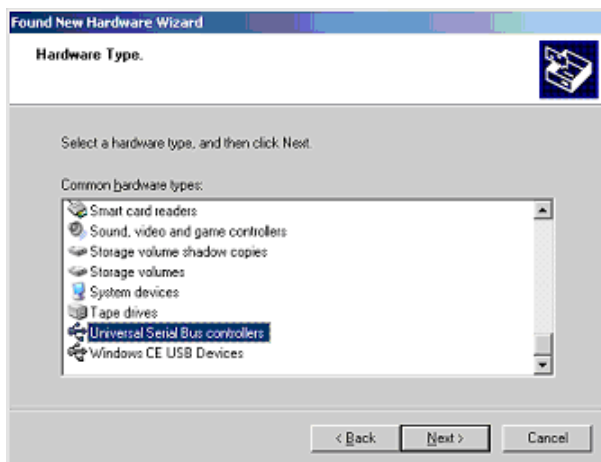 Found New Hardware Wizard
Hardware Type.
Select a hardware type, and then click Next.
Common hardware types:
Smart card readers
Sound, video and game controllers
Storage volume shadow copies
Storage volumes
System devices
Tape drives
Universal Serial Bus controllers
Windows CE USB Devices
< Back Next > Cancel